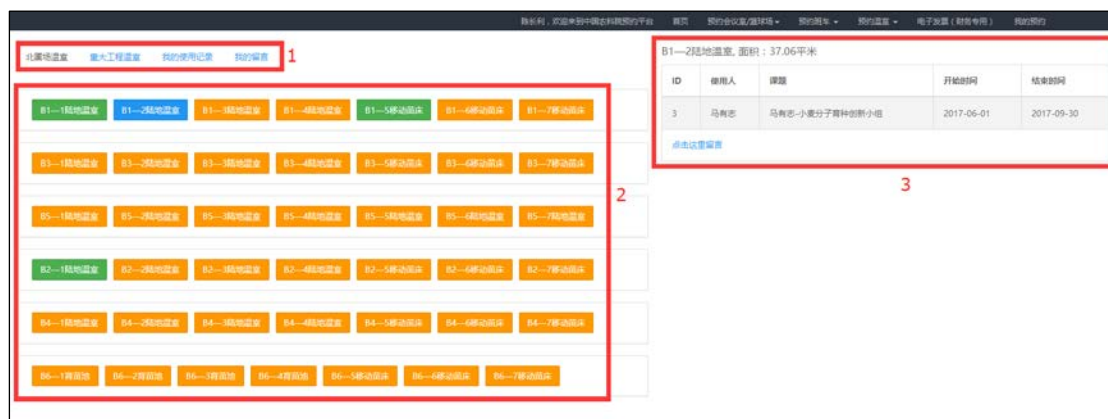 陈长利，欢迎来到中国农科院预约平台 首页 预约会议室/篮球场 预约班车 预约温室 电子发票（财务专用） 我的预约
北圃场温室 重大工程温室 我的使用记录 我的留言 1
B1—1陆地温室 B1—2陆地温室 B1—3陆地温室 B1—4陆地温室 B1—5移动苗床 B1—6移动苗床 B1—7移动苗床
B3—1陆地温室 B3—2陆地温室 B3—3陆地温室 B3—4陆地温室 B3—5移动苗床 B3—6移动苗床 B3—7移动苗床
2
B5—1陆地温室 B5—2陆地温室 B5—3陆地温室 B5—4陆地温室 B5—5陆地温室 B5—6陆地温室 B5—7陆地温室
B2—1陆地温室 B2—2陆地温室 B2—3陆地温室 B2—4陆地温室 B2—5移动苗床 B2—6移动苗床 B2—7移动苗床
B4—1陆地温室 B4—2陆地温室 B4—3陆地温室 B4—4陆地温室 B4—5移动苗床 B4—6移动苗床 B4—7移动苗床
B6—1育苗池 B6—2育苗池 B6—3育苗池 B6—4育苗池 B6—5移动苗床 B6—6移动苗床 B6—7移动苗床
B1—2陆地温室, 面积：37.06平米
ID 使用人 课题 开始时间 结束时间
3 马有志 马有志-小麦分子育种创新小组 2017-06-01 2017-09-30
点击这里留言
3